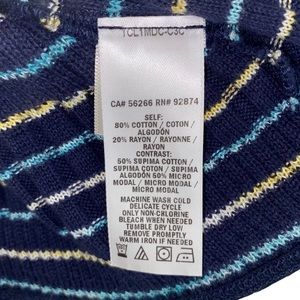 TCL1MDC-C3C
CA# 56266 RN# 92874
SELF:
80% COTTON / COTTON /
ALGODÓN
20% RAYON / RAYONNE /
RAYON
CONTRAST:
50% SUPIMA COTTON /
SUPIMA COTON / SUPIMA
ALGODÓN 50% MICRO
MODAL / MICRO MODAL /
MICRO MODAL
MACHINE WASH COLD
DELICATE CYCLE
ONLY NON-CHLORINE
BLEACH WHEN NEEDED
TUMBLE DRY LOW
REMOVE PROMPTLY
WARM IRON IF NEEDED